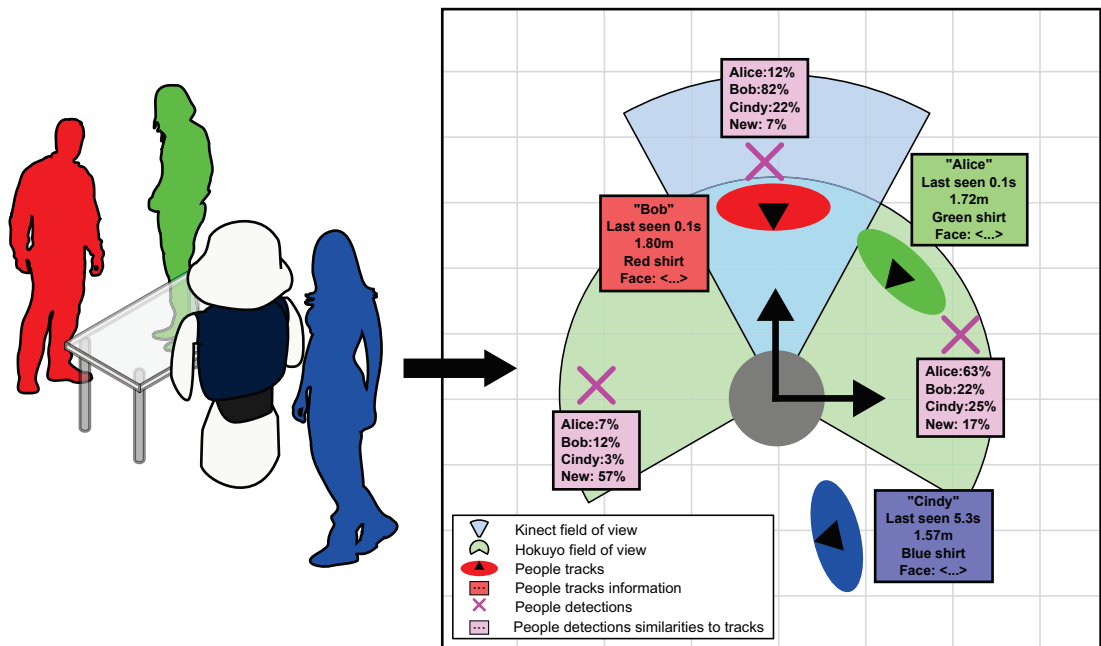 Alice:12%
Bob:82%
Cindy:22%
New: 7%
"Alice"
Last seen 0.1s
1.72m
Green shirt
Face: <...>
"Bob"
Last seen 0.1s
1.80m
Red shirt
Face: <...>
Alice:63%
Bob:22%
Cindy:25%
New: 17%
Alice:7%
Bob:12%
Cindy:3%
New: 57%
"Cindy"
Last seen 5.3s
1.57m
Blue shirt
Face: <...>
Kinect field of view
Hokuyo field of view
People tracks
People tracks information
People detections
People detections similarities to tracks